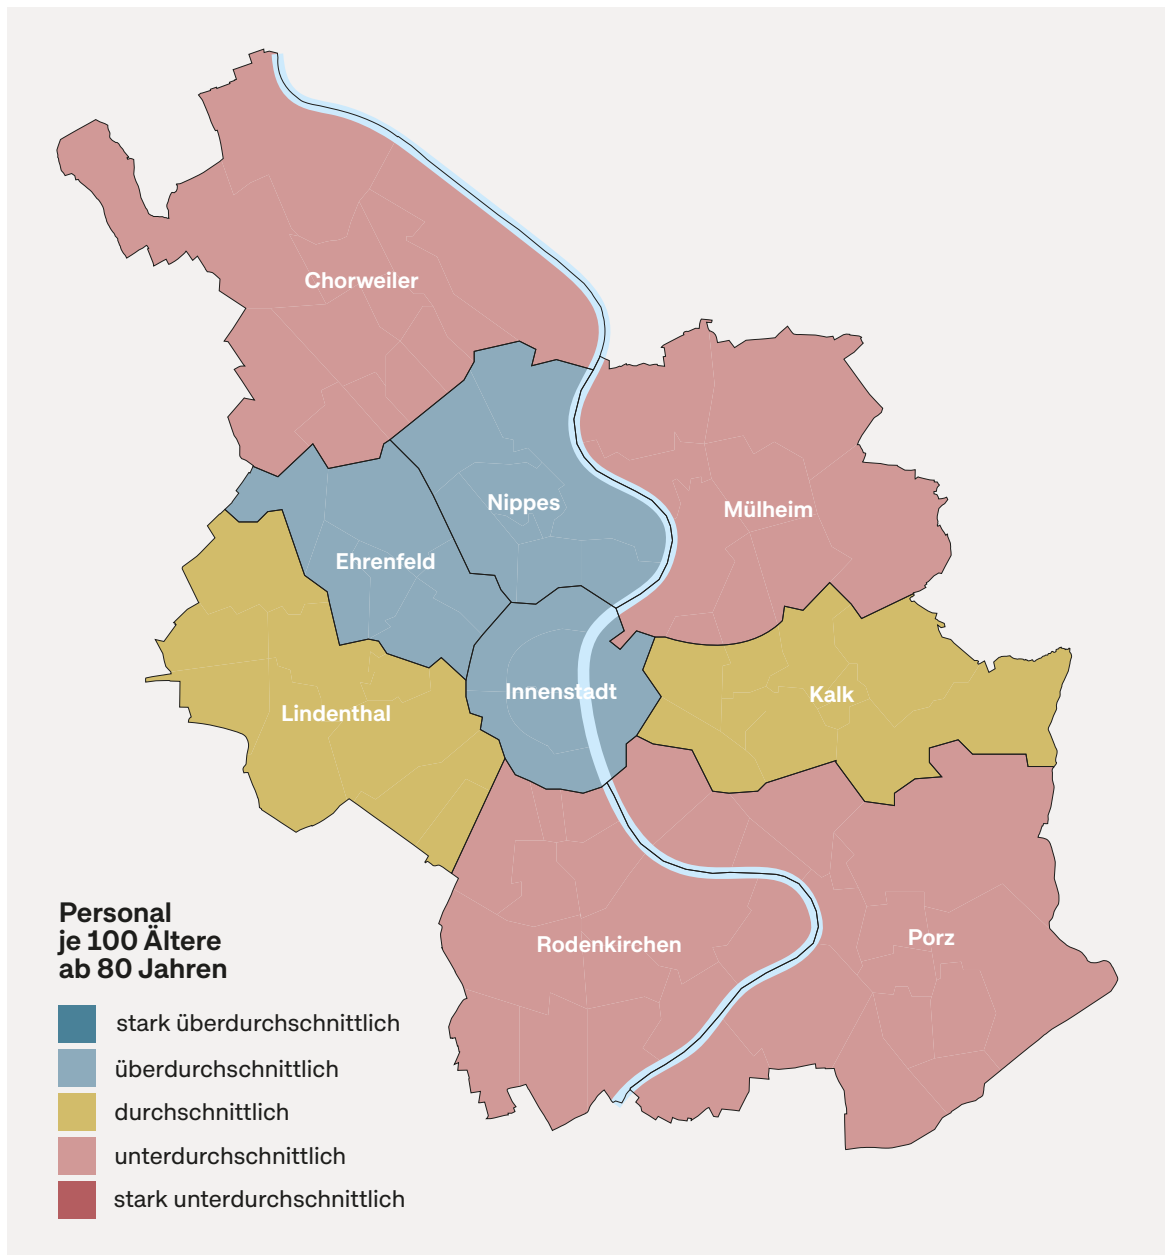 Chorweiler
Nippes
Mülheim
Ehrenfeld
Innenstadt
Kalk
Lindenthal
Rodenkirchen
Porz
Personal
je 100 Ältere
ab 80 Jahren
stark überdurchschnittlich
überdurchschnittlich
durchschnittlich
unterdurchschnittlich
stark unterdurchschnittlich